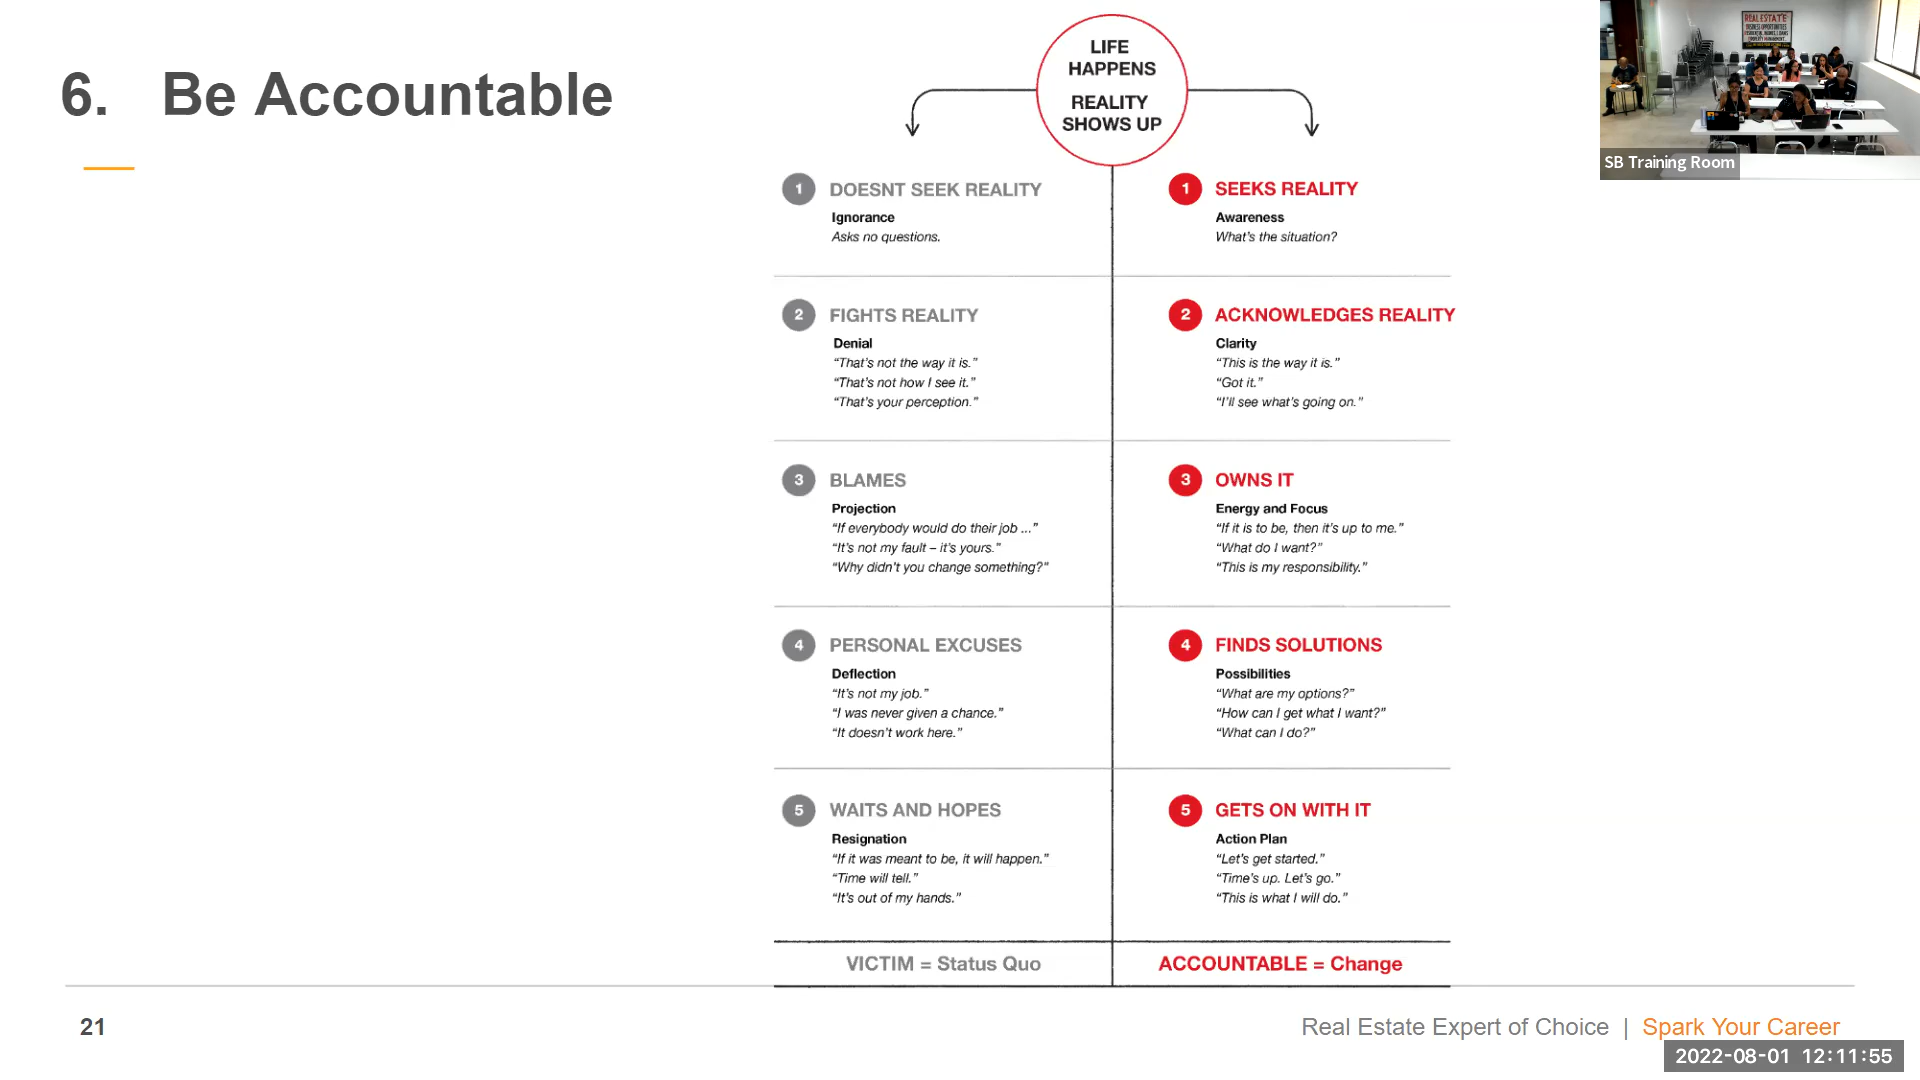 6. Be Accountable
LIFE
HAPPENS
REALITY
SHOWS UP
1 DOESNT SEEK REALITY
Ignorance
Asks no questions.
2 FIGHTS REALITY
Denial
“That’s not the way it is.”
“That’s not how I see it.”
“That’s your perception.”
3 BLAMES
Projection
“If everybody would do their job ...”
“It’s not my fault – it’s yours.”
“Why didn’t you change something?”
4 PERSONAL EXCUSES
Deflection
“It’s not my job.”
“I was never given a chance.”
“It doesn’t work here.”
5 WAITS AND HOPES
Resignation
“If it was meant to be, it will happen.”
“Time will tell.”
“It’s out of my hands.”
VICTIM = Status Quo
1 SEEKS REALITY
Awareness
What’s the situation?
2 ACKNOWLEDGES REALITY
Clarity
“This is the way it is.”
“Got it.”
“I’ll see what’s going on.”
3 OWNS IT
Energy and Focus
“If it is to be, then it’s up to me.”
“What do I want?”
“This is my responsibility.”
4 FINDS SOLUTIONS
Possibilities
“What are my options?”
“How can I get what I want?”
“What can I do?”
5 GETS ON WITH IT
Action Plan
“Let’s get started.”
“Time’s up. Let’s go.”
“This is what I will do.”
ACCOUNTABLE = Change
REAL ESTATE
SB Training Room
21
Real Estate Expert of Choice | Spark Your Career
2022-08-01 12:11:55